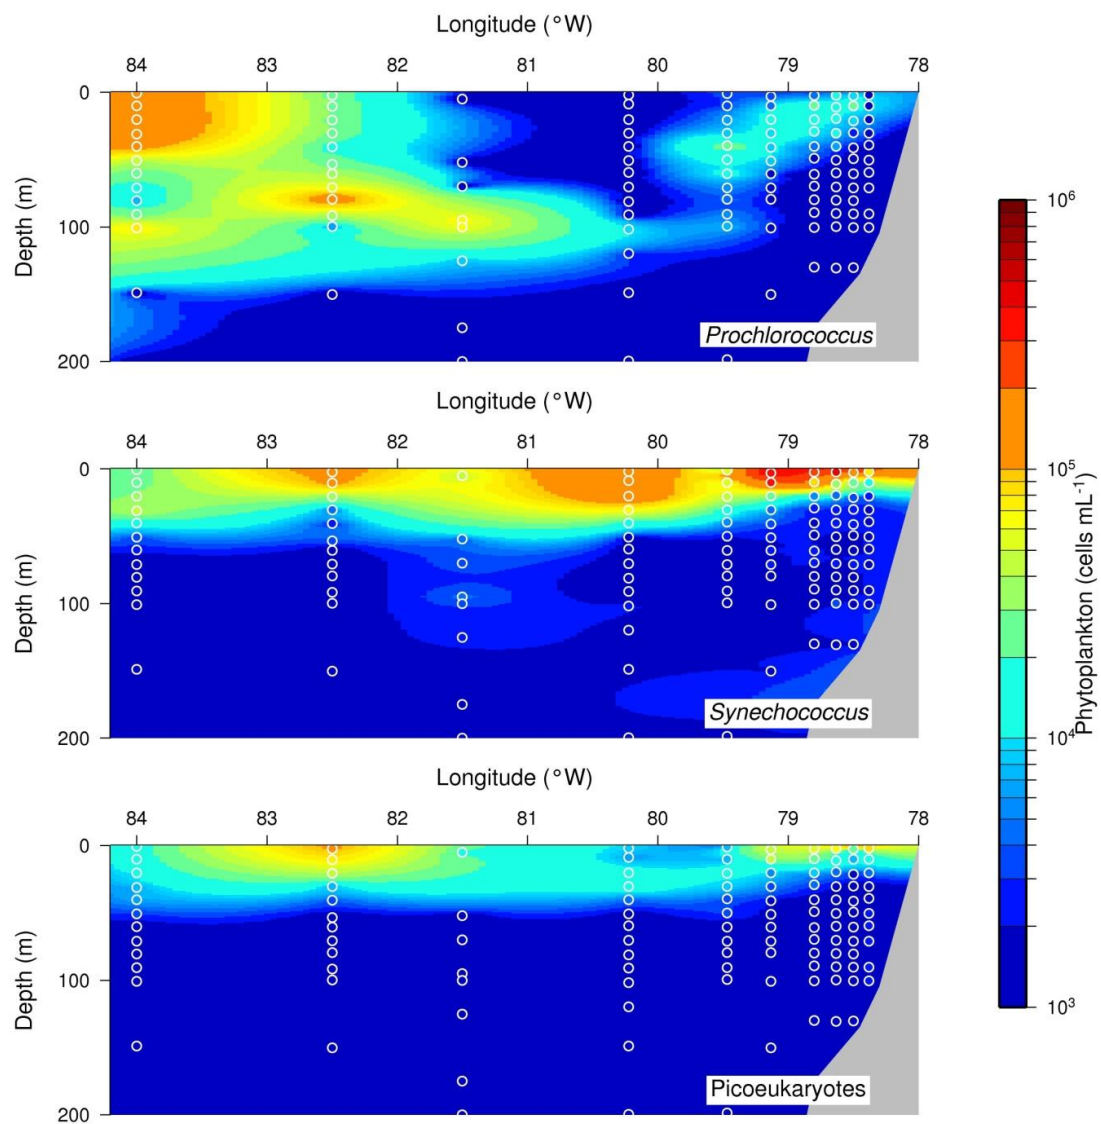 Longitude (°W)
84 83 82 81 80 79 78
0
100
200
Depth (m)
Prochlorococcus
Longitude (°W)
84 83 82 81 80 79 78
0
100
200
Depth (m)
Synechococcus
Longitude (°W)
84 83 82 81 80 79 78
0
100
200
Depth (m)
Picoeukaryotes
10⁶
10⁵
10⁴
10³
Phytoplankton (cells mL⁻¹)